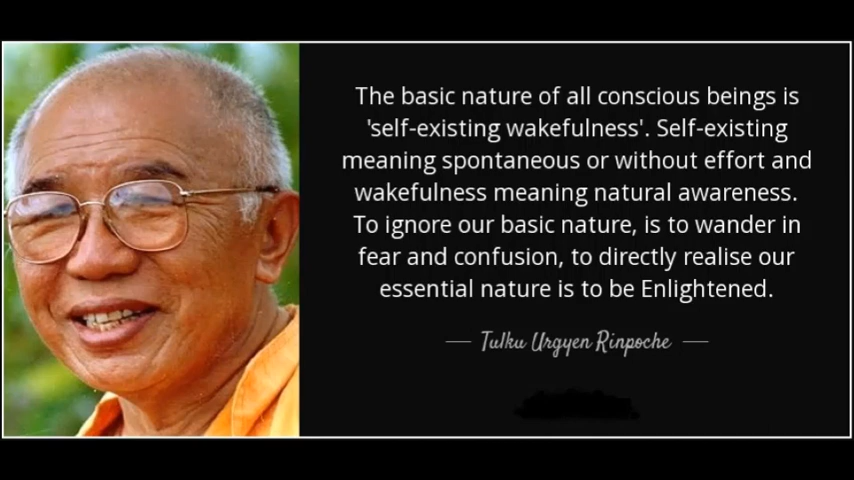 The basic nature of all conscious beings is
'self-existing wakefulness'. Self-existing
meaning spontaneous or without effort and
wakefulness meaning natural awareness.
To ignore our basic nature, is to wander in
fear and confusion, to directly realise our
essential nature is to be Enlightened.
— Tulku Urgyen Rinpoche —